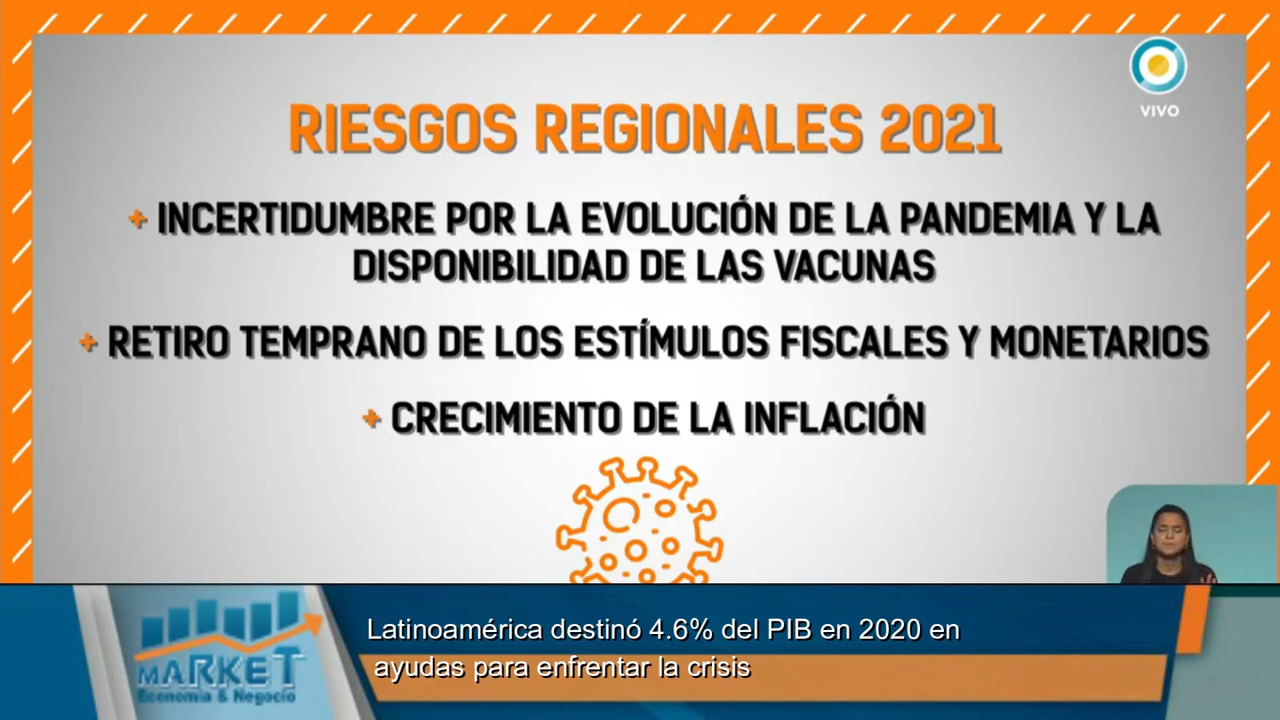 VIVO
RIESGOS REGIONALES 2021
+ INCERTIDUMBRE POR LA EVOLUCIÓN DE LA PANDEMIA Y LA
DISPONIBILIDAD DE LAS VACUNAS
+ RETIRO TEMPRANO DE LOS ESTÍMULOS FISCALES Y MONETARIOS
+ CRECIMIENTO DE LA INFLACIÓN
MARKET
Economia & Negocio
Latinoamérica destinó 4.6% del PIB en 2020 en
ayudas para enfrentar la crisis